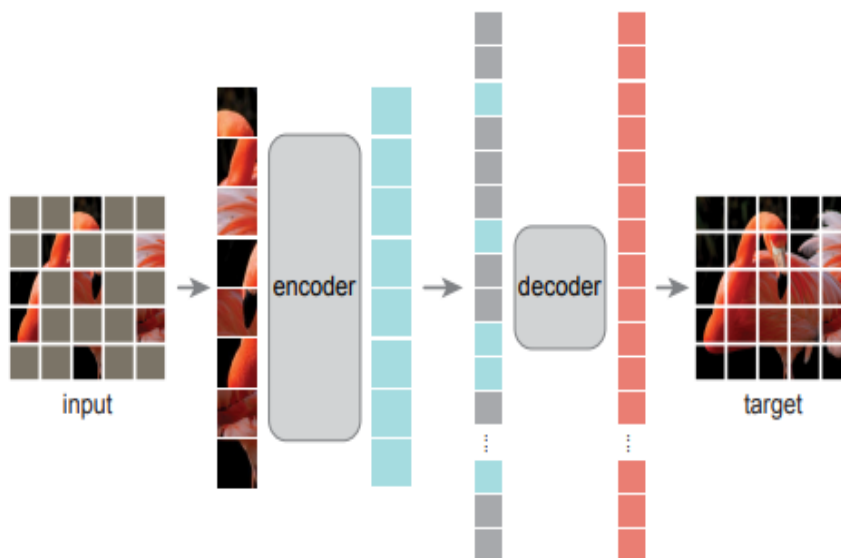 input
encoder
decoder
target